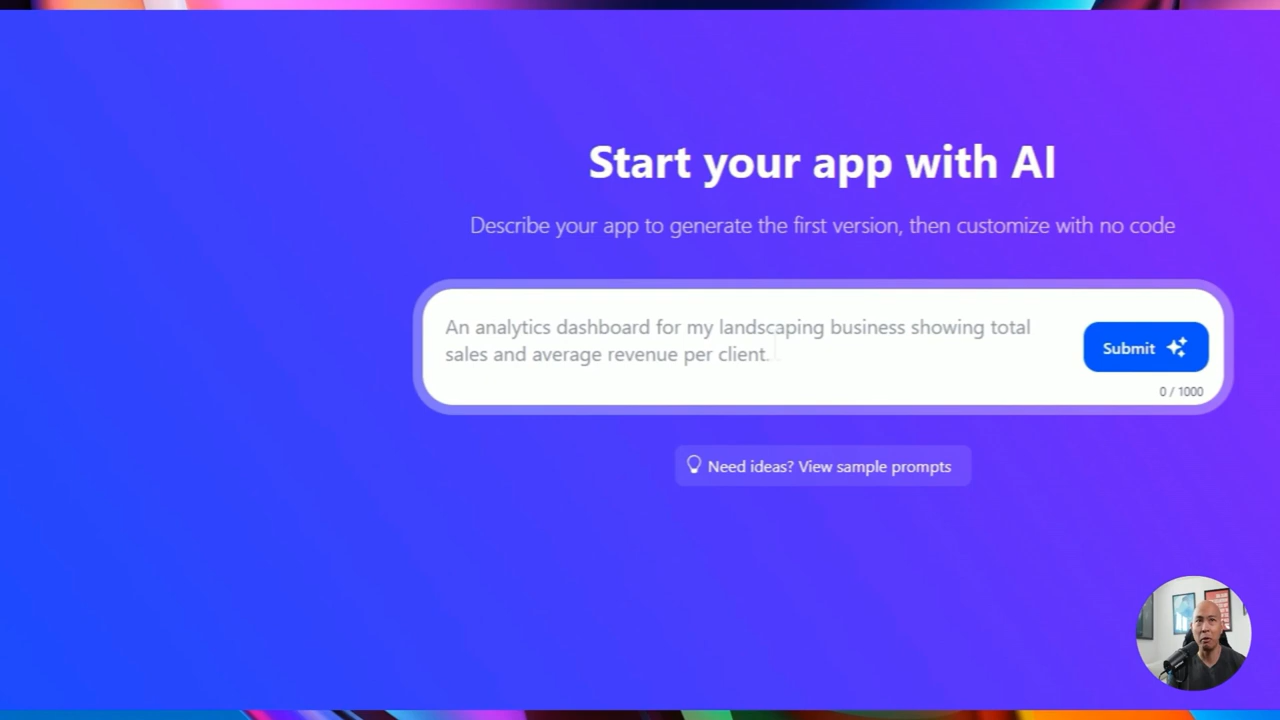 Start your app with AI
Describe your app to generate the first version, then customize with no code
An analytics dashboard for my landscaping business showing total
sales and average revenue per client.
Submit
0 / 1000
Need ideas? View sample prompts